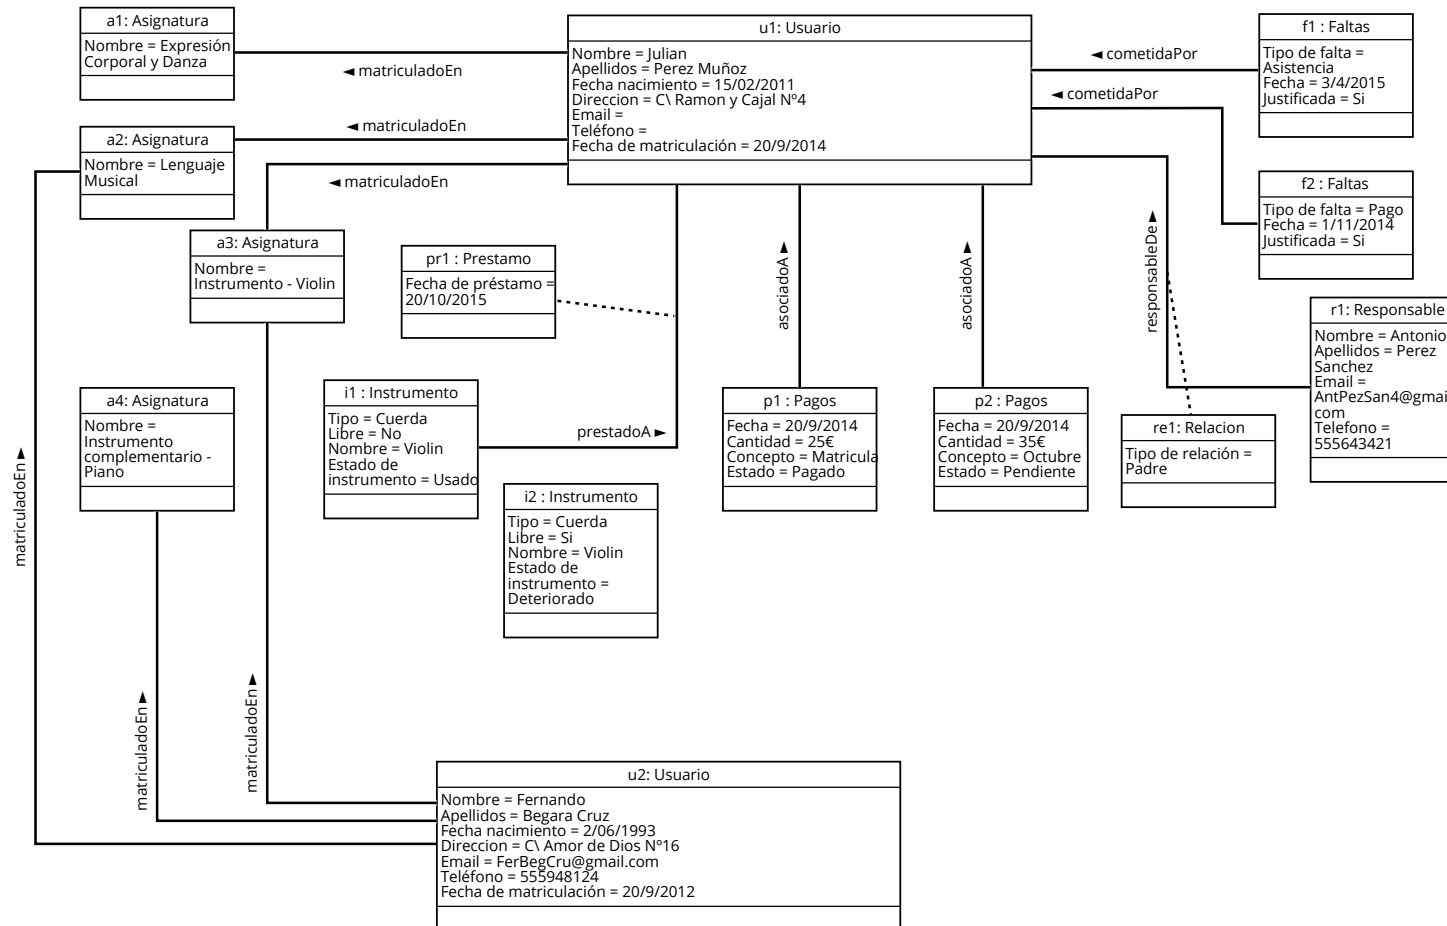 a1: Asignatura
Nombre = Expresión
Corporal y Danza
◄ matriculadoEn
u1: Usuario
Nombre = Julian
Apellidos = Perez Muñoz
Fecha nacimiento = 15/02/2011
Direccion = C\ Ramon y Cajal Nº4
Email =
Teléfono =
Fecha de matriculación = 20/9/2014
◄ cometidaPor
f1 : Faltas
Tipo de falta =
Asistencia
Fecha = 3/4/2015
Justificada = Si
◄ cometidaPor
a2: Asignatura
Nombre = Lenguaje
Musical
◄ matriculadoEn
◄ matriculadoEn
f2 : Faltas
Tipo de falta = Pago
Fecha = 1/11/2014
Justificada = Si
a3: Asignatura
Nombre =
Instrumento - Violin
pr1 : Prestamo
Fecha de préstamo =
20/10/2015
asociadoA ►
asociadoA ►
responsableDe ►
r1: Responsable
Nombre = Antonio
Apellidos = Perez
Sanchez
Email =
AntPezSan4@gmai
com
Telefono =
555643421
a4: Asignatura
Nombre =
Instrumento
complementario -
Piano
i1 : Instrumento
Tipo = Cuerda
Libre = No
Nombre = Violin
Estado de
instrumento = Usado
prestadoA ►
p1 : Pagos
Fecha = 20/9/2014
Cantidad = 25€
Concepto = Matricula
Estado = Pagado
p2 : Pagos
Fecha = 20/9/2014
Cantidad = 35€
Concepto = Octubre
Estado = Pendiente
re1: Relacion
Tipo de relación =
Padre
i2 : Instrumento
Tipo = Cuerda
Libre = Si
Nombre = Violin
Estado de
instrumento =
Deteriorado
matriculadoEn ►
matriculadoEn ►
matriculadoEn ►
u2: Usuario
Nombre = Fernando
Apellidos = Begara Cruz
Fecha nacimiento = 2/06/1993
Direccion = C\ Amor de Dios Nº16
Email = FerBegCru@gmail.com
Teléfono = 555948124
Fecha de matriculación = 20/9/2012